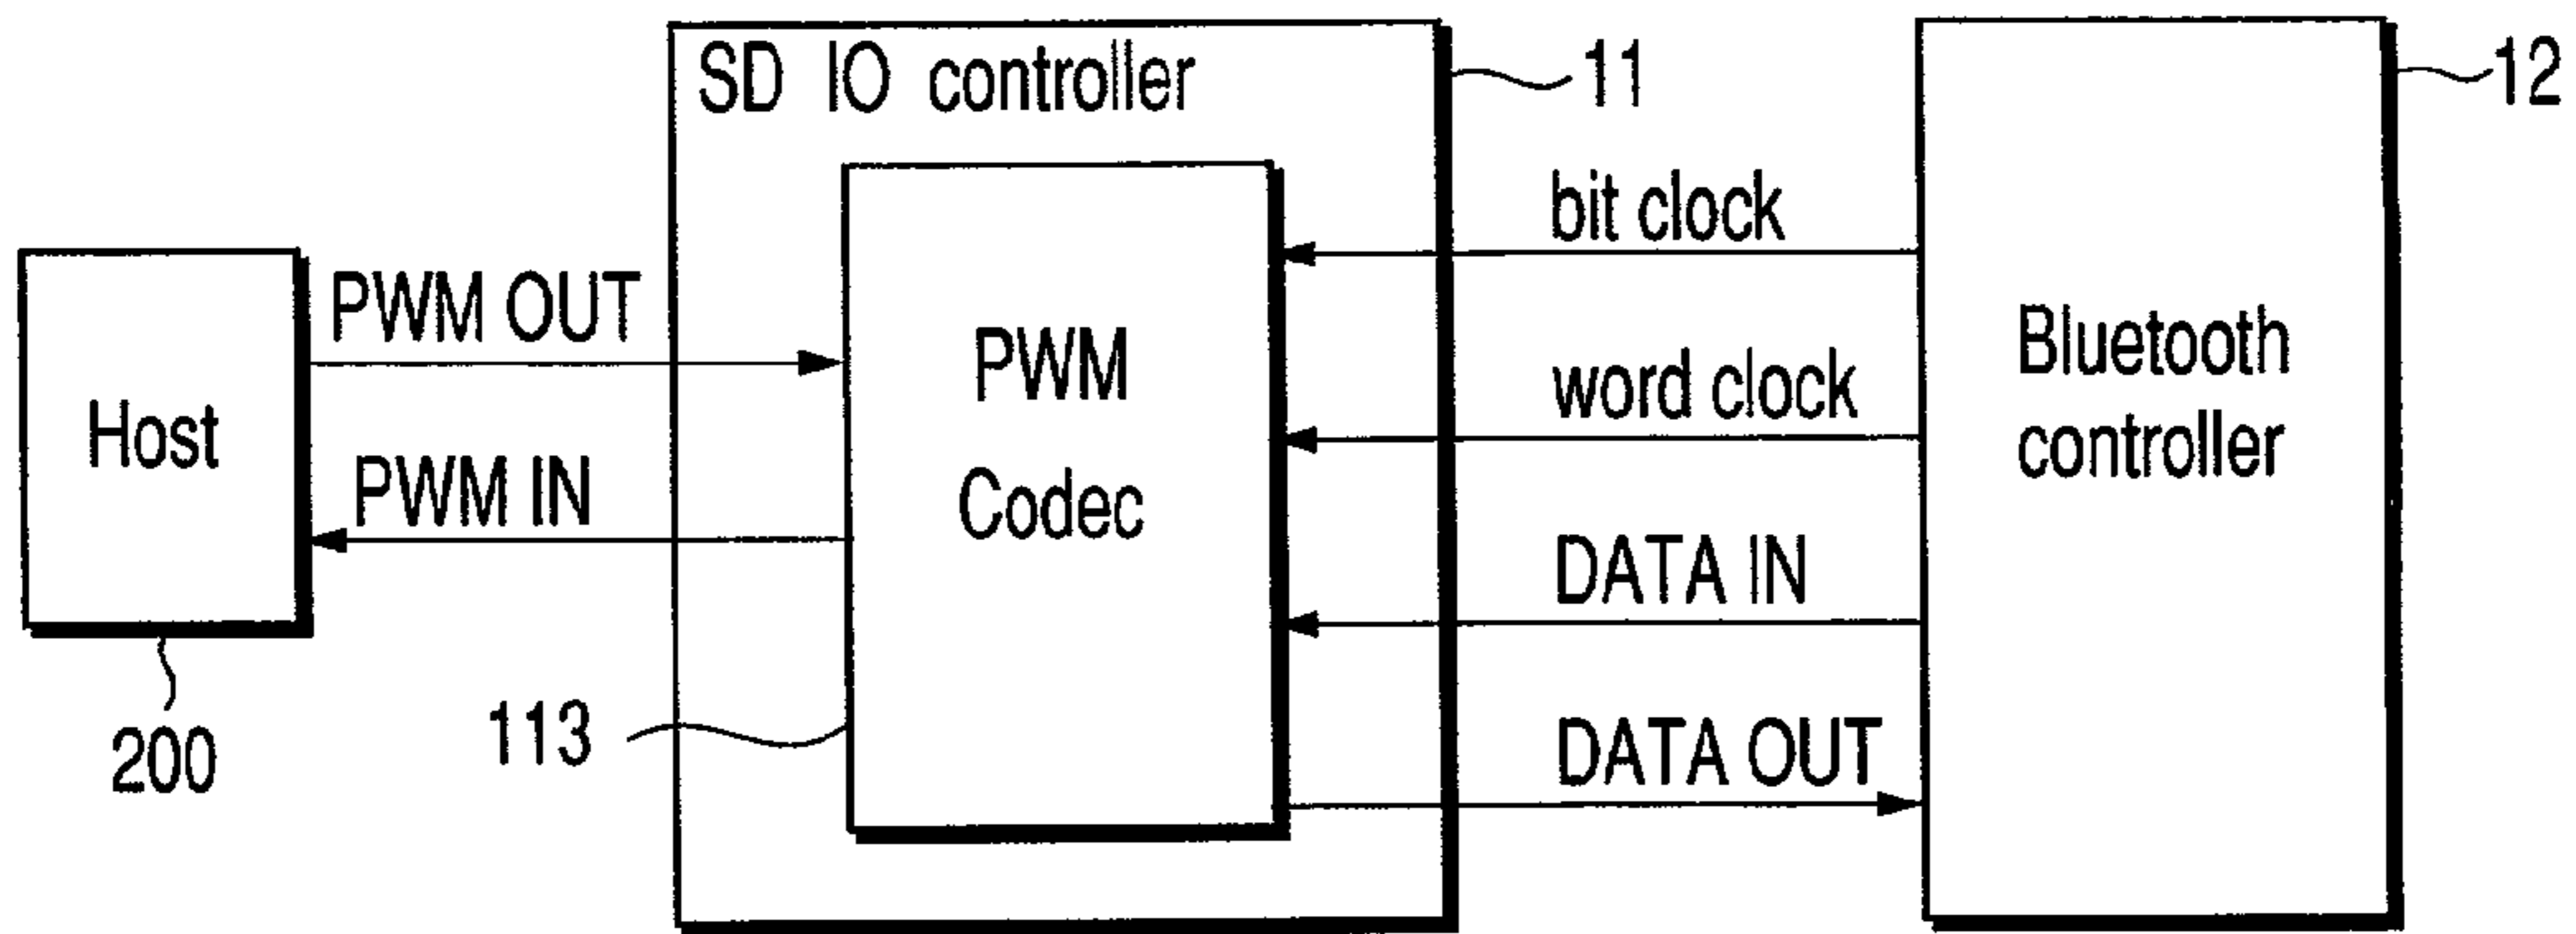 SD IO controller
11
12
bit clock
PWM OUT
PWM
Codec
Bluetooth
controller
word clock
Host
PWM IN
DATA IN
113
200
DATA OUT